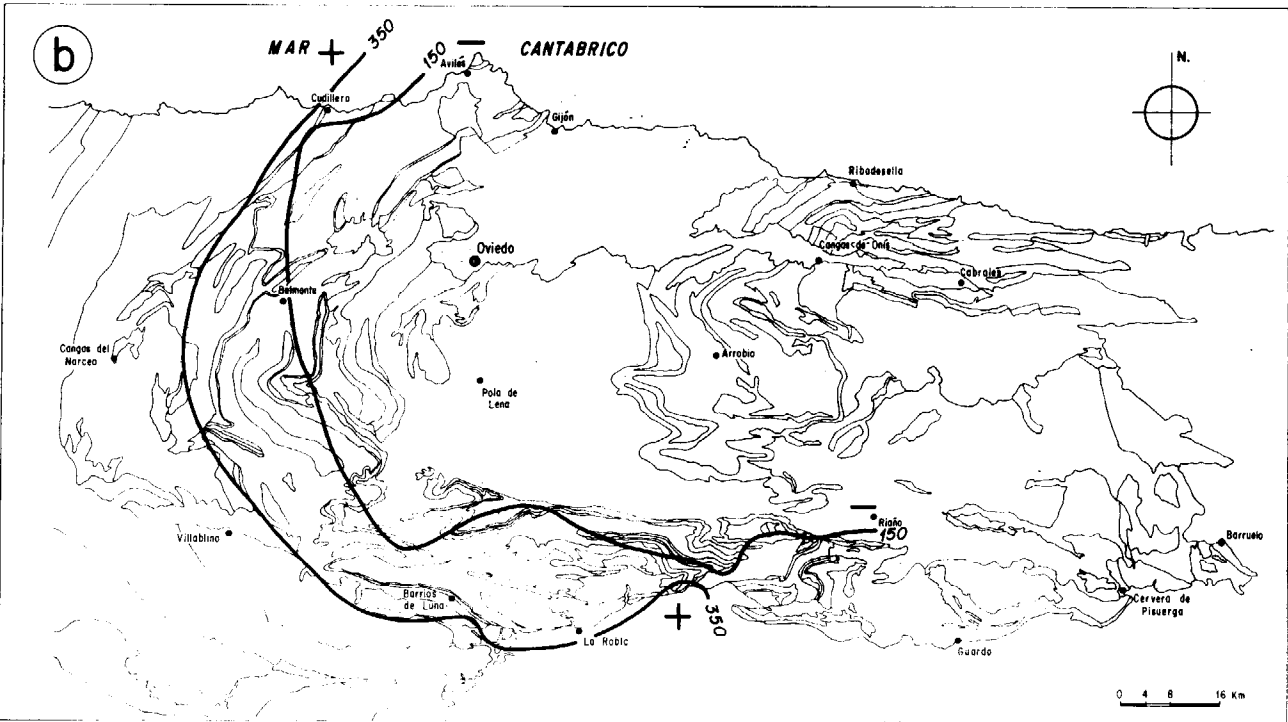 b
MAR + 350
150 − CANTABRICO
Avilés
N.
Cudillero
Gijón
Ribadesella
Oviedo
Cangas de Onís
Cabrales
Belmonte
Cangas del
Narcea
Arrobio
Pola de
Lena
− Riaño
150
Villablino
Barruelo
Barrios
de Luna
Cervera de
Pisuerga
+ 350
La Robla
Guardo
0 4 8 16 Km